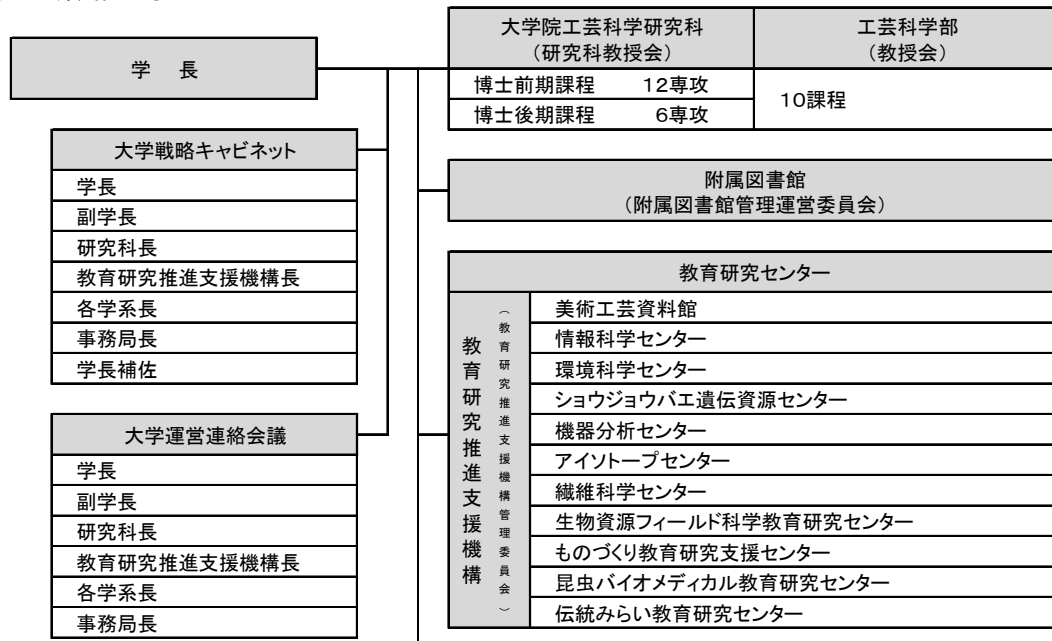 学　長
大学院工芸科学研究科
（研究科教授会）
工芸科学部
（教授会）
博士前期課程　12専攻
博士後期課程　6専攻
10課程
大学戦略キャビネット
学長
副学長
研究科長
教育研究推進支援機構長
各学系長
事務局長
学長補佐
大学運営連絡会議
学長
副学長
研究科長
教育研究推進支援機構長
各学系長
事務局長
附属図書館
（附属図書館管理運営委員会）
教育研究センター
教育研究推進支援機構
（教育研究推進支援機構管理委員会）
美術工芸資料館
情報科学センター
環境科学センター
ショウジョウバエ遺伝資源センター
機器分析センター
アイソトープセンター
繊維科学センター
生物資源フィールド科学教育研究センター
ものづくり教育研究支援センター
昆虫バイオメディカル教育研究センター
伝統みらい教育研究センター